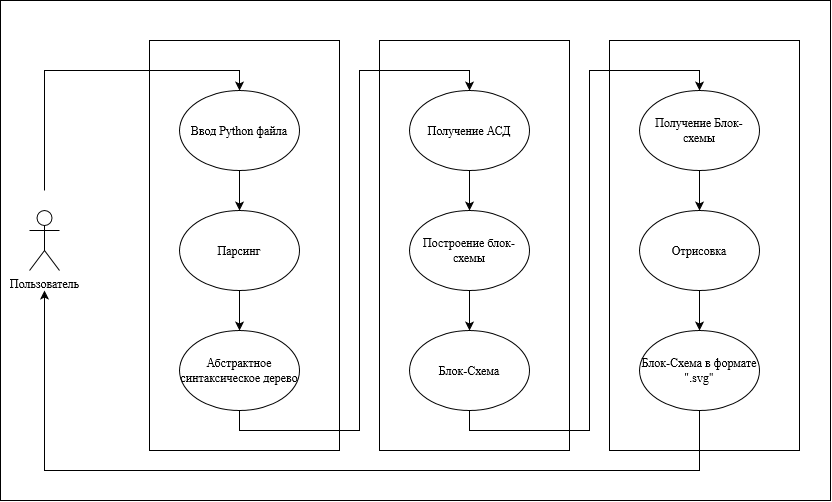 Ввод Python файла
Парсинг
Абстрактное
синтаксическое дерево
Получение АСД
Построение блок-
схемы
Блок-Схема
Получение Блок-
схемы
Отрисовка
Блок-Схема в формате
".svg"
Пользователь